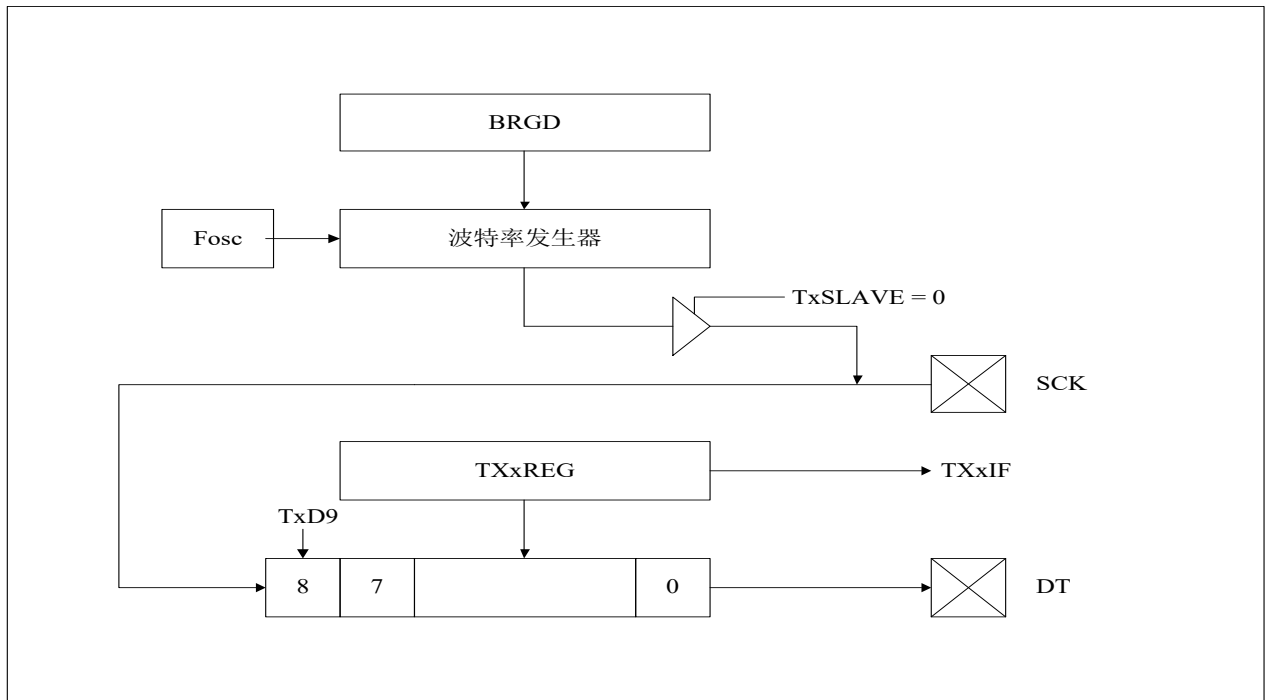 BRGD
Fosc
波特率发生器
TxSLAVE = 0
SCK
TXxREG
TXxIF
TxD9
8
7
0
DT